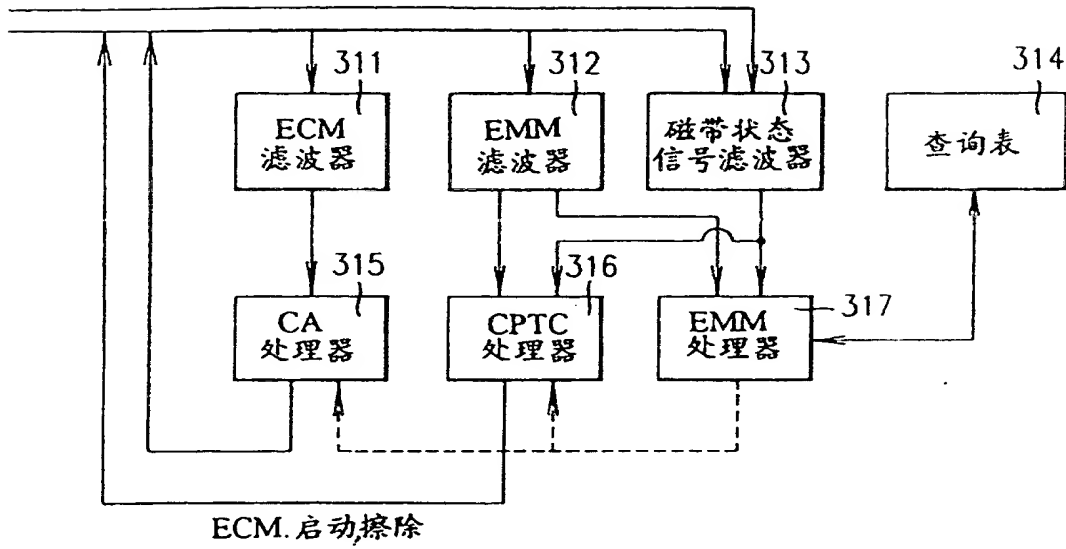 311
312
313
314
ECM
滤波器
EMM
滤波器
磁带状态
信号滤波器
查询表
315
316
317
CA
处理器
CPTC
处理器
EMM
处理器
ECM.启动,擦除